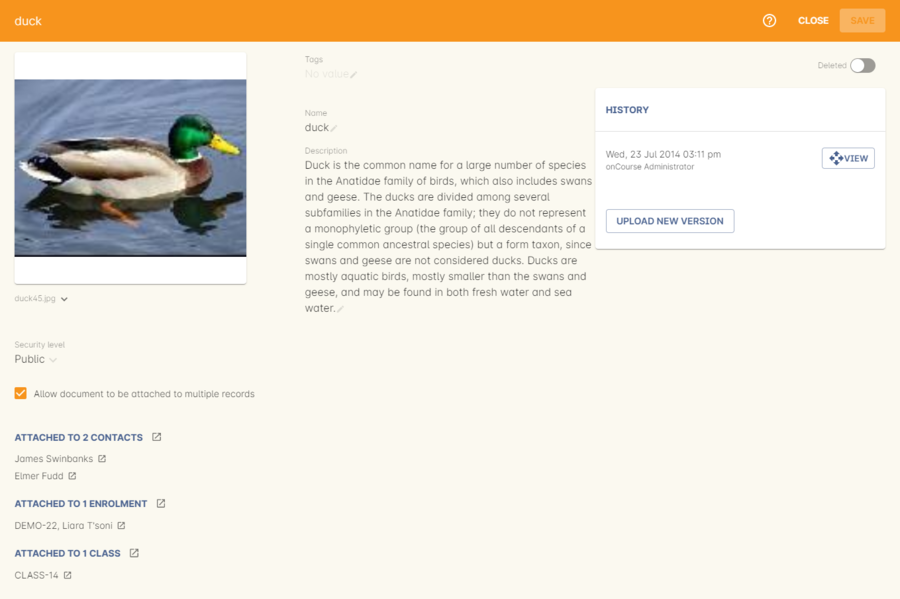 duck
CLOSE
SAVE
duck45.jpg
Security level
Public
Allow document to be attached to multiple records
ATTACHED TO 2 CONTACTS
James Swinbanks
Elmer Fudd
ATTACHED TO 1 ENROLMENT
DEMO-22, Liara T'soni
ATTACHED TO 1 CLASS
CLASS-14
Tags
No value
Name
duck
Description
Duck is the common name for a large number of species
in the Anatidae family of birds, which also includes swans
and geese. The ducks are divided among several
subfamilies in the Anatidae family; they do not represent
a monophyletic group (the group of all descendants of a
single common ancestral species) but a form taxon, since
swans and geese are not considered ducks. Ducks are
mostly aquatic birds, mostly smaller than the swans and
geese, and may be found in both fresh water and sea
water.
Deleted
HISTORY
Wed, 23 Jul 2014 03:11 pm
onCourse Administrator
VIEW
UPLOAD NEW VERSION